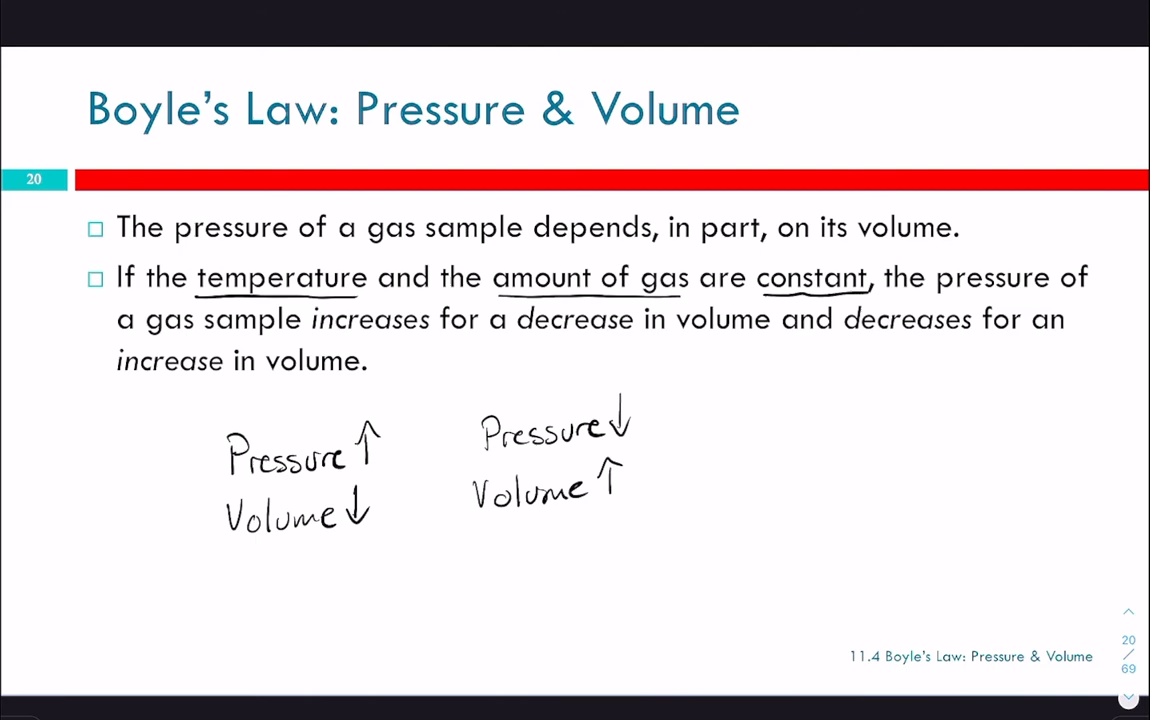 Boyle's Law: Pressure & Volume
20
The pressure of a gas sample depends, in part, on its volume.
If the temperature and the amount of gas are constant, the pressure of
a gas sample increases for a decrease in volume and decreases for an
increase in volume.
Pressure ↑
Volume ↓
Pressure ↓
Volume ↑
11.4 Boyle's Law: Pressure & Volume
20
/
69